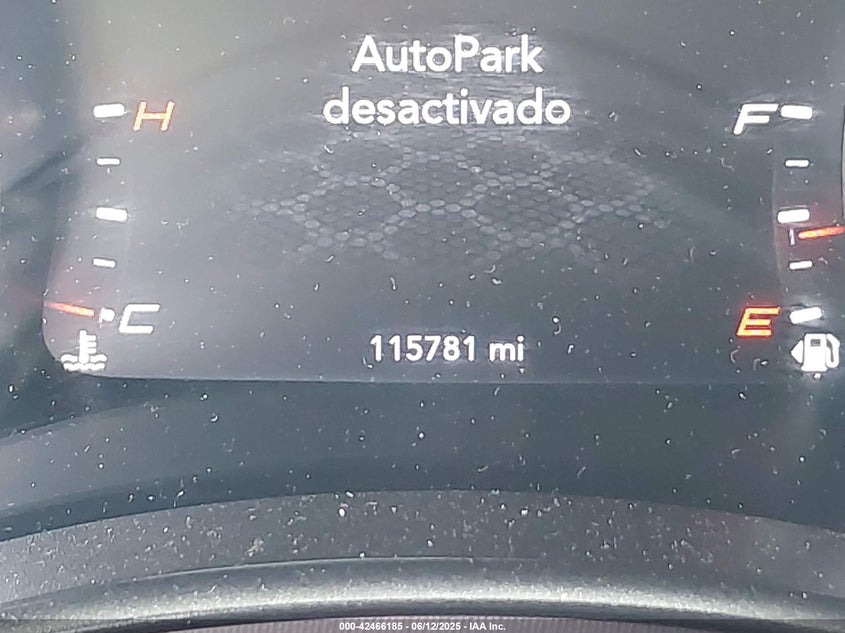 AutoPark
desactivado
H
F
C
E
115781 mi
000-42466185 - 06/12/2025 - IAA Inc.